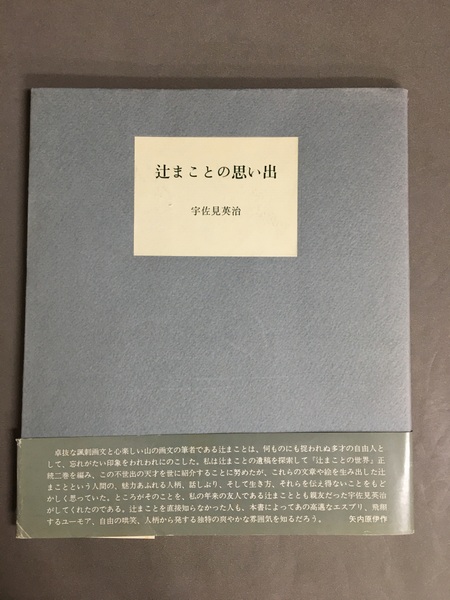 辻まことの思い出
宇佐見英治
卓抜な諷刺画文と心楽しい山の画文の筆者である辻まことは、何ものにも捉われぬ多才の自由人と
して、忘れがたい印象をわれわれにのこした。私は辻まことの遺稿を探索して『辻まことの世界』正
続二巻を編み、この不世出の天才を世に紹介することに努めたが、これらの文章や絵を生み出した辻
まことという人間の、魅力あふれる人柄、話しぶり、そして生き方、それらを伝え得ないことをもど
かしく思っていた。ところがそのことを、私の年来の友人である辻まこととも親友だった宇佐見英治
がしてくれたのである。辻まことを直接知らなかった人も、本書によってあの高邁なエスプリ、飛翔
するユーモア、自由の哄笑、人柄から発する独特の爽やかな雰囲気を知るだろう。 矢内原伊作